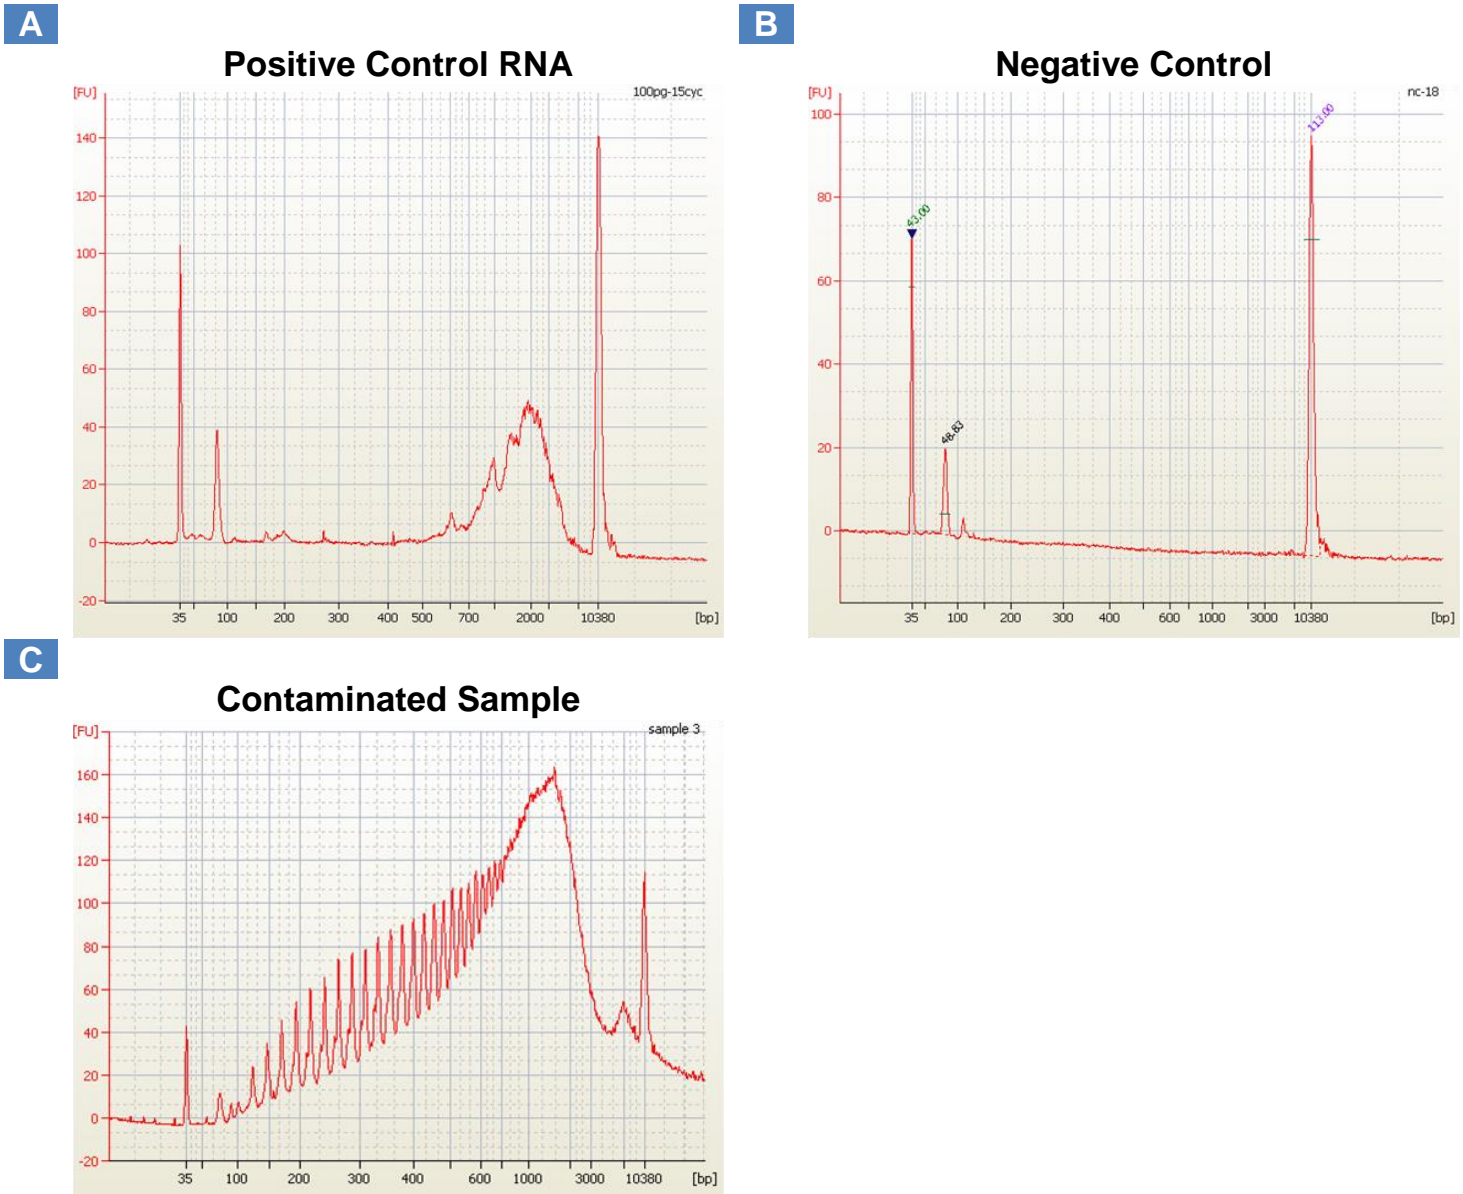 A
Positive Control RNA
[FU]
100pg-15cyc
140
120
100
80
60
40
20
0
-20
35 100 200 300 400 500 700 2000 10380 [bp]
B
Negative Control
[FU]
nc-18
100
80
60
40
20
0
43.00
48.83
113.00
35 100 200 300 400 600 1000 3000 10380 [bp]
C
Contaminated Sample
[FU]
sample 3
160
140
120
100
80
60
40
20
0
-20
35 100 200 300 400 600 1000 3000 10380 [bp]